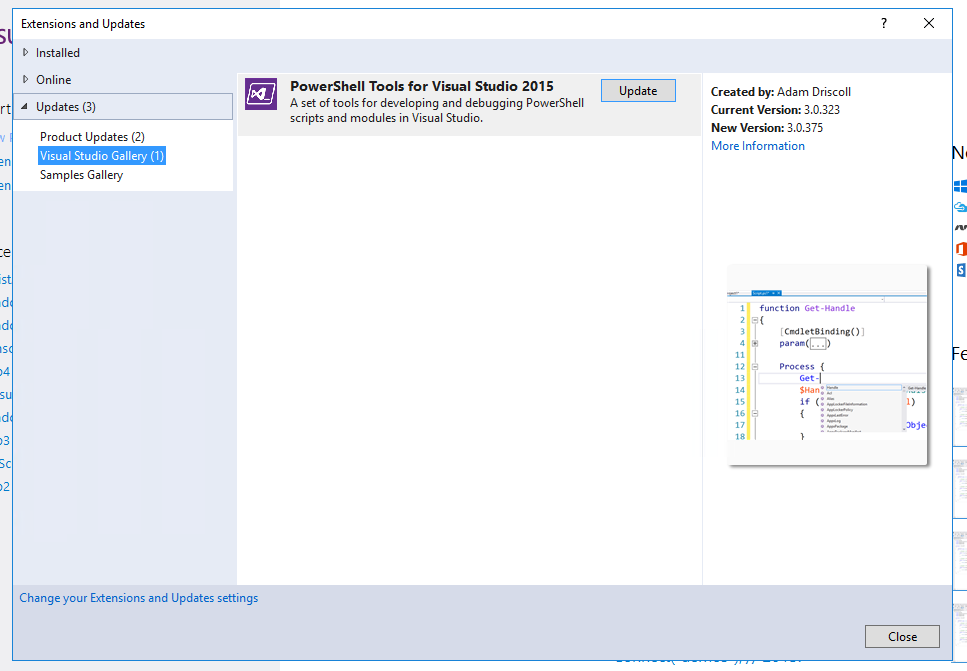 Extensions and Updates
?
Installed
Online
Updates (3)
Product Updates (2)
Visual Studio Gallery (1)
Samples Gallery
PowerShell Tools for Visual Studio 2015
A set of tools for developing and debugging PowerShell
scripts and modules in Visual Studio.
Update
Created by: Adam Driscoll
Current Version: 3.0.323
New Version: 3.0.375
More Information
1 function Get-Handle
2 {
3 [CmdletBinding()]
4 param(...)
11
12 Process {
13 Get-
14 $Han
15 if (
16 {
17
18 }
Change your Extensions and Updates settings
Close